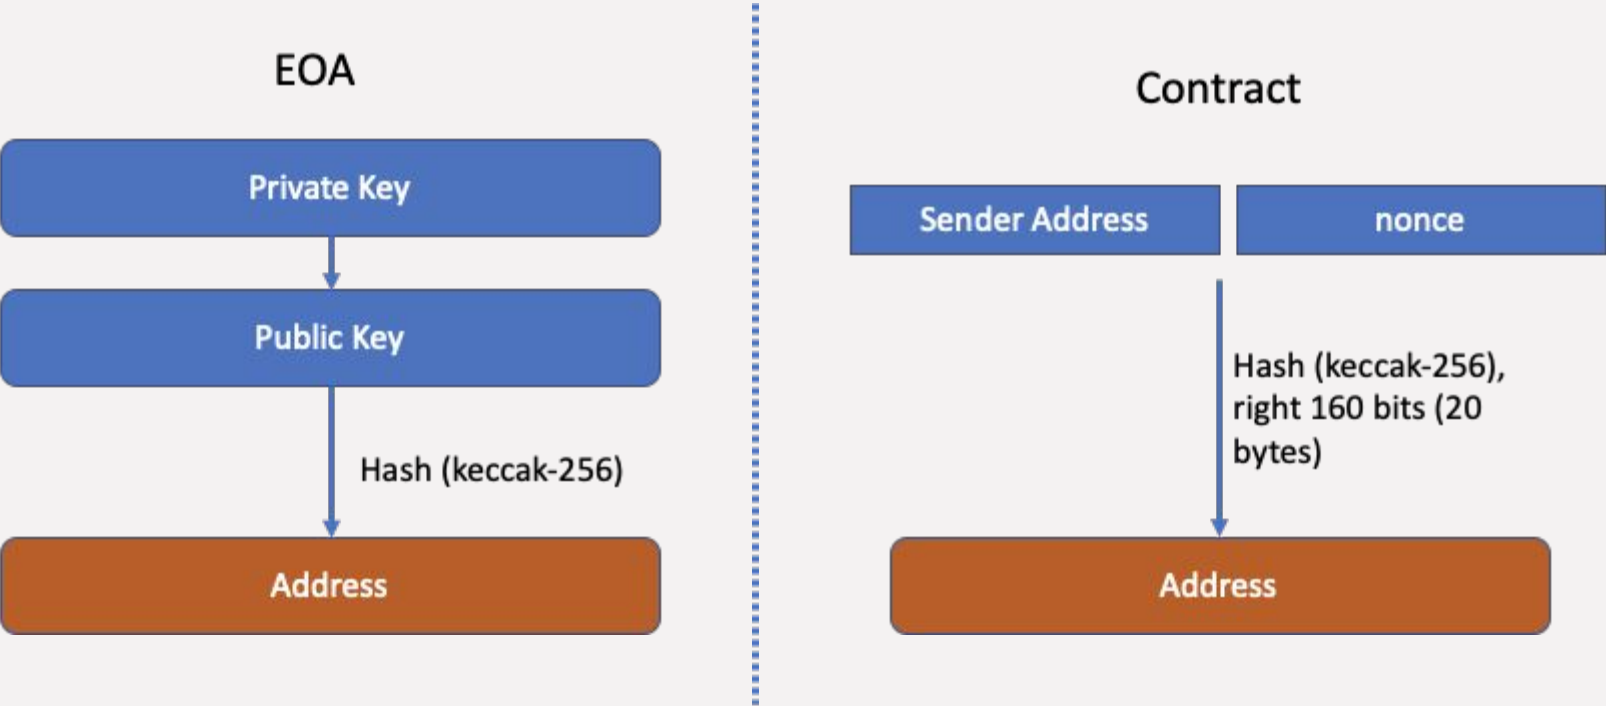 EOA
Private Key
Public Key
Hash (keccak-256)
Address
Contract
Sender Address
nonce
Hash (keccak-256),
right 160 bits (20
bytes)
Address